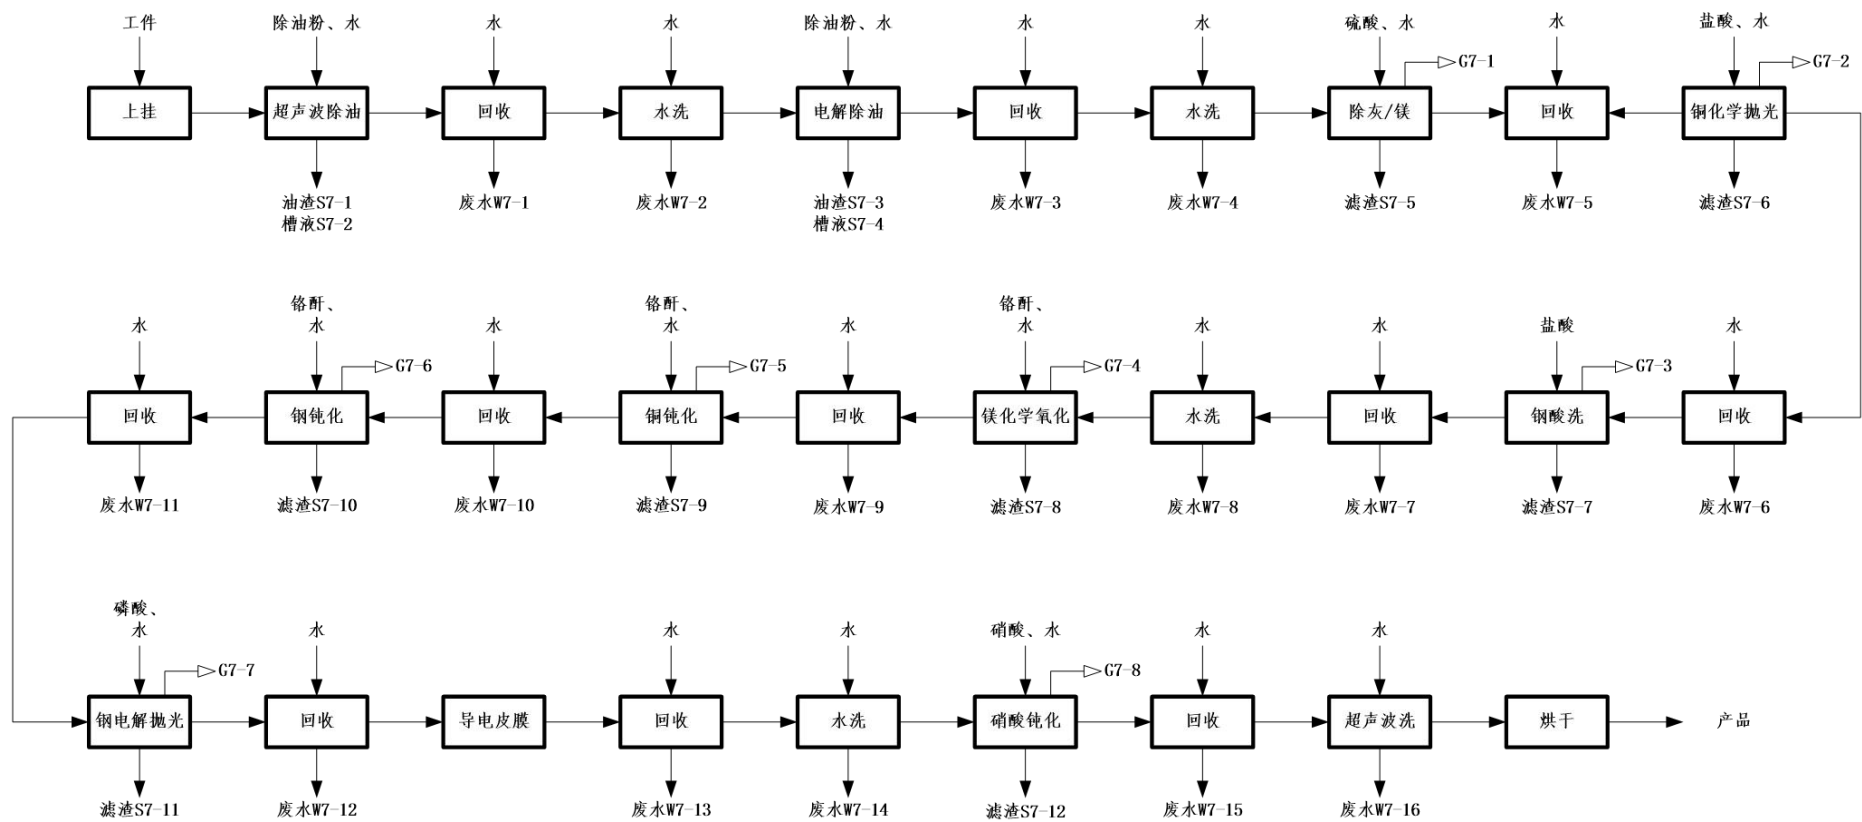 工件
除油粉、水
水
水
除油粉、水
水
水
硫酸、水
水
盐酸、水
G7-1
G7-2
上挂
超声波除油
回收
水洗
电解除油
回收
水洗
除灰/镁
回收
铜化学抛光
油渣S7-1
槽液S7-2
废水W7-1
废水W7-2
油渣S7-3
槽液S7-4
废水W7-3
废水W7-4
滤渣S7-5
废水W7-5
滤渣S7-6
水
铬酐、
水
水
铬酐、
水
水
铬酐、
水
水
水
盐酸
水
G7-6
G7-5
G7-4
G7-3
回收
钢钝化
回收
铜钝化
回收
镁化学氧化
水洗
回收
钢酸洗
回收
废水W7-11
滤渣S7-10
废水W7-10
滤渣S7-9
废水W7-9
滤渣S7-8
废水W7-8
废水W7-7
滤渣S7-7
废水W7-6
磷酸、
水
水
水
水
硝酸、水
水
水
G7-7
G7-8
钢电解抛光
回收
导电皮膜
回收
水洗
硝酸钝化
回收
超声波洗
烘干
产品
滤渣S7-11
废水W7-12
废水W7-13
废水W7-14
滤渣S7-12
废水W7-15
废水W7-16